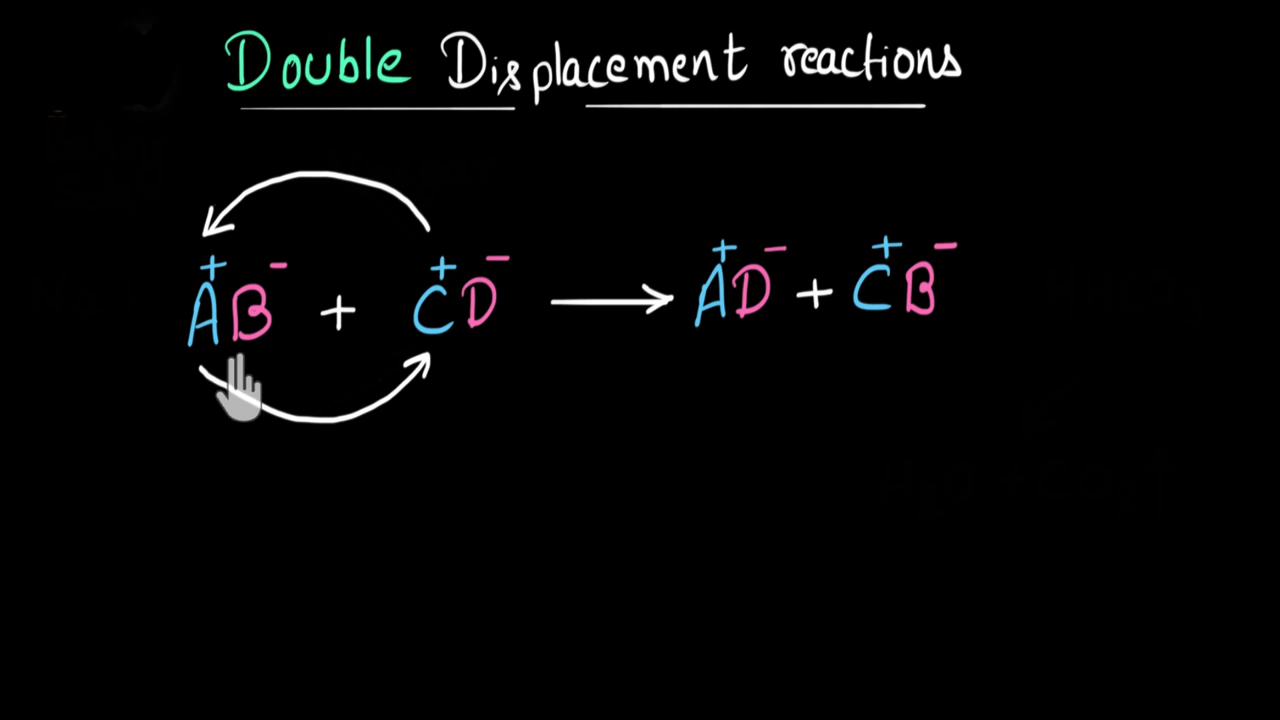 Double Displacement reactions
A⁺B⁻ + C⁺D⁻ → A⁺D⁻ + C⁺B⁻